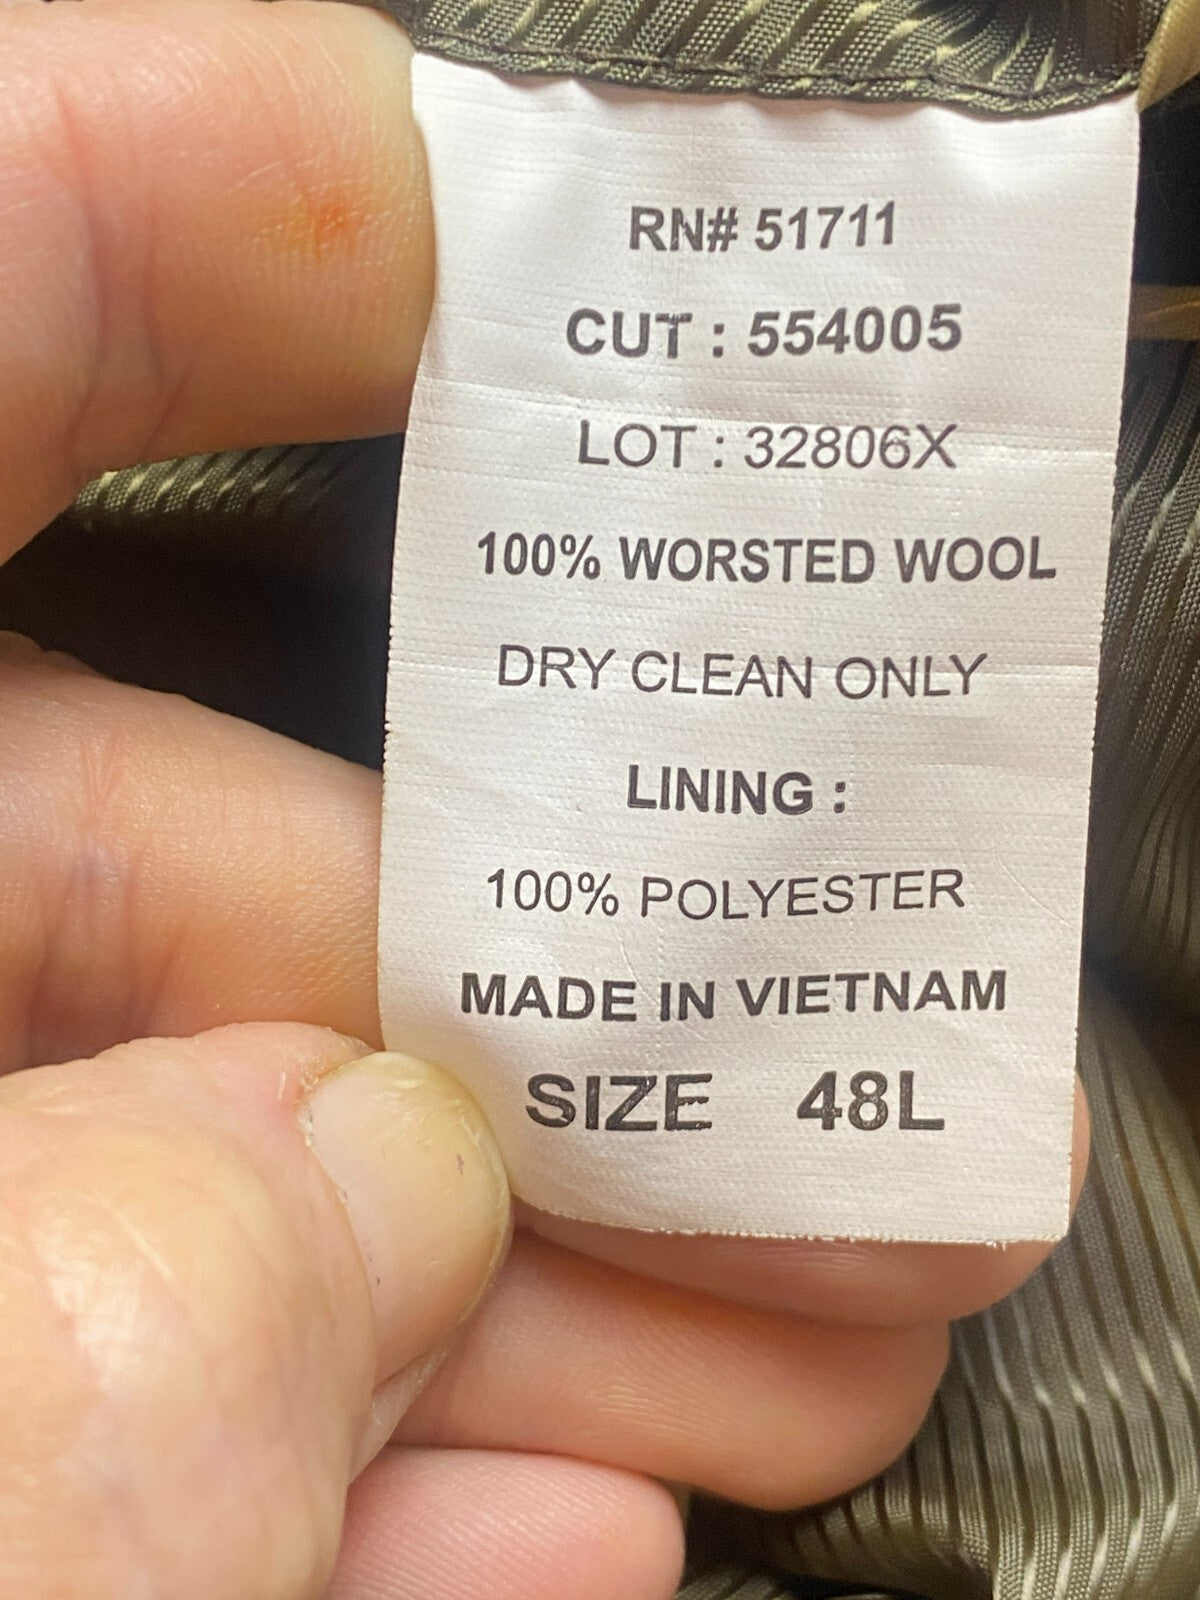 RN# 51711
CUT : 554005
LOT : 32806X
100% WORSTED WOOL
DRY CLEAN ONLY
LINING :
100% POLYESTER
MADE IN VIETNAM
SIZE 48L